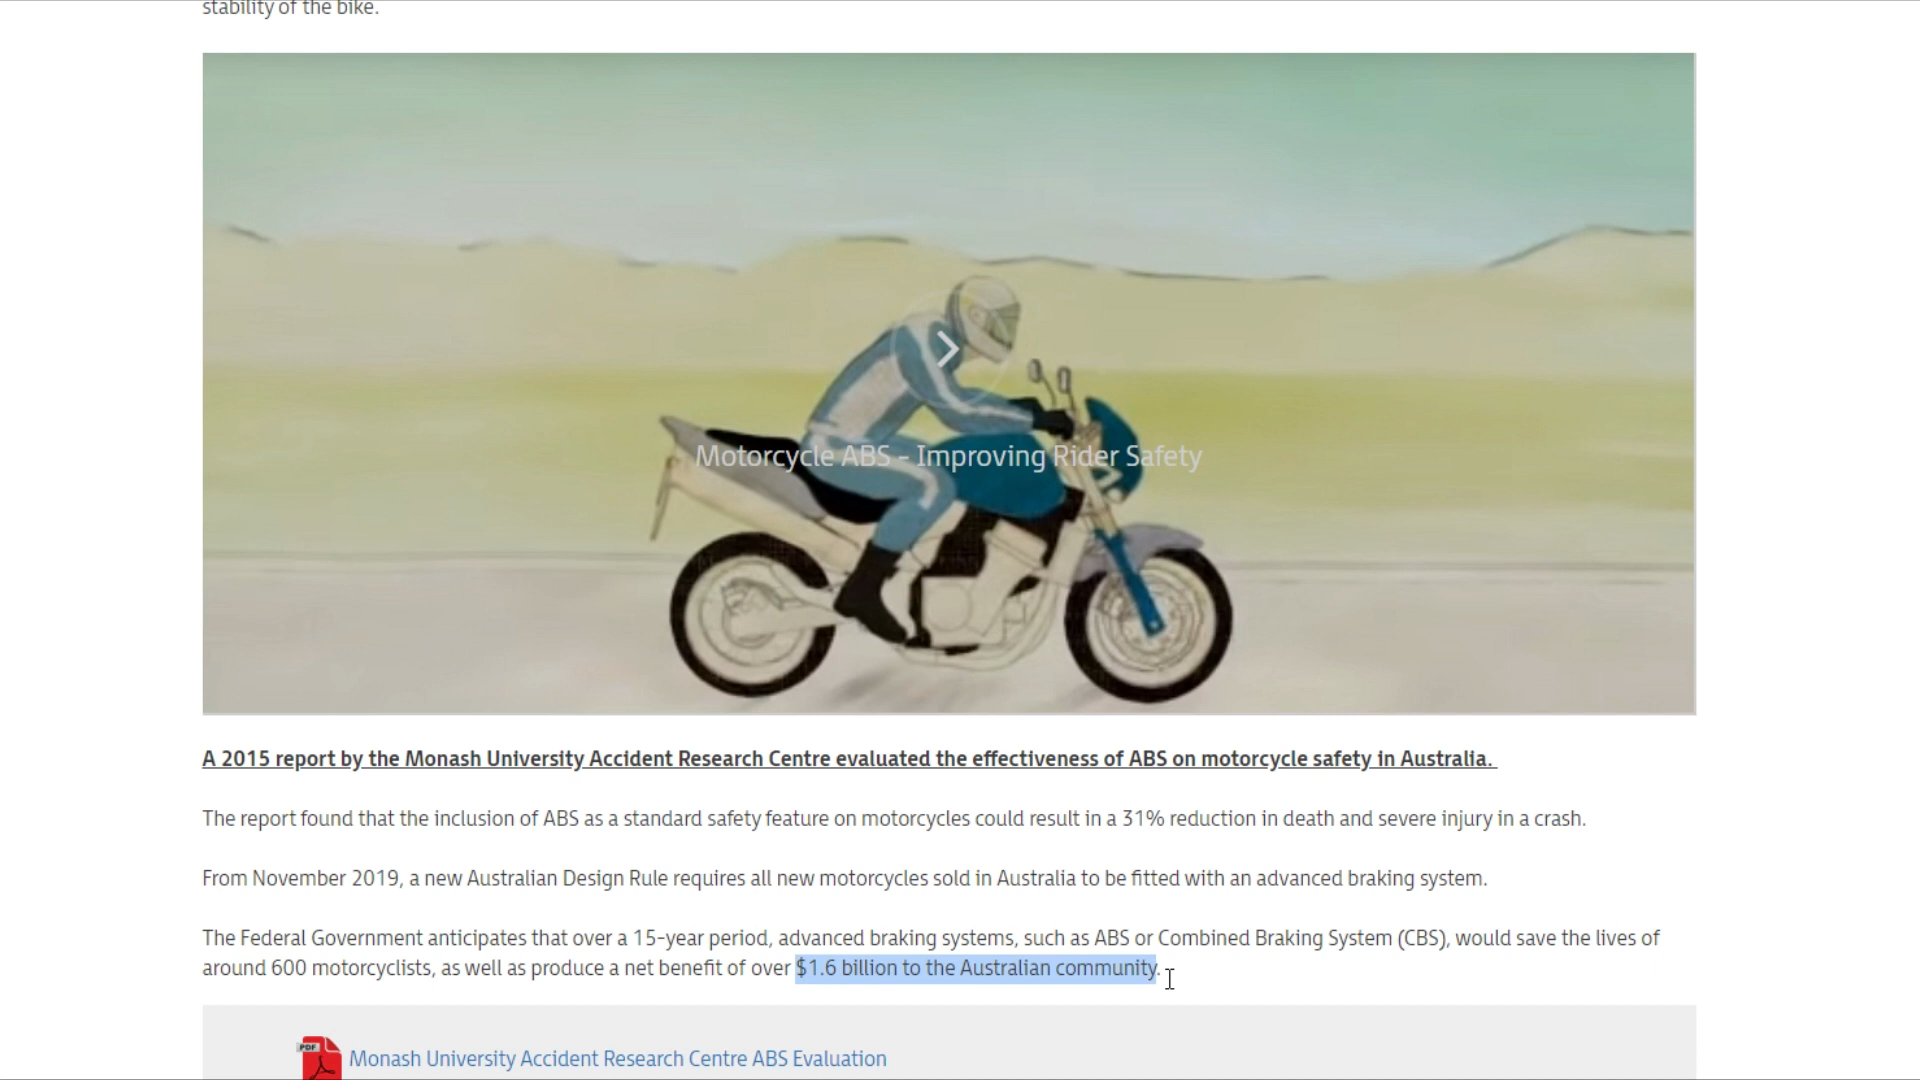 stability of the bike.
Motorcycle ABS - Improving Rider Safety
A 2015 report by the Monash University Accident Research Centre evaluated the effectiveness of ABS on motorcycle safety in Australia.
The report found that the inclusion of ABS as a standard safety feature on motorcycles could result in a 31% reduction in death and severe injury in a crash.
From November 2019, a new Australian Design Rule requires all new motorcycles sold in Australia to be fitted with an advanced braking system.
The Federal Government anticipates that over a 15-year period, advanced braking systems, such as ABS or Combined Braking System (CBS), would save the lives of
around 600 motorcyclists, as well as produce a net benefit of over $1.6 billion to the Australian community.
PDF
Monash University Accident Research Centre ABS Evaluation